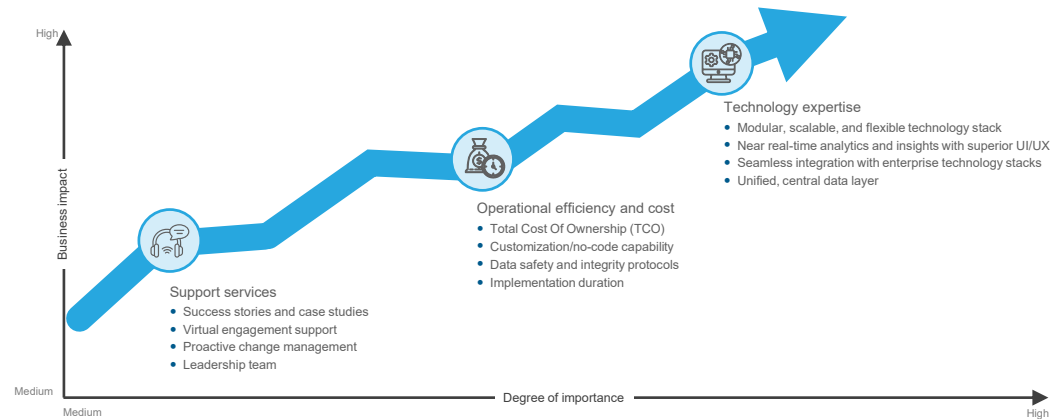 High
Business impact
Technology expertise
• Modular, scalable, and flexible technology stack
• Near real-time analytics and insights with superior UI/UX
• Seamless integration with enterprise technology stacks
• Unified, central data layer
Operational efficiency and cost
• Total Cost Of Ownership (TCO)
• Customization/no-code capability
• Data safety and integrity protocols
• Implementation duration
Support services
• Success stories and case studies
• Virtual engagement support
• Proactive change management
• Leadership team
Medium
Medium
Degree of importance
High